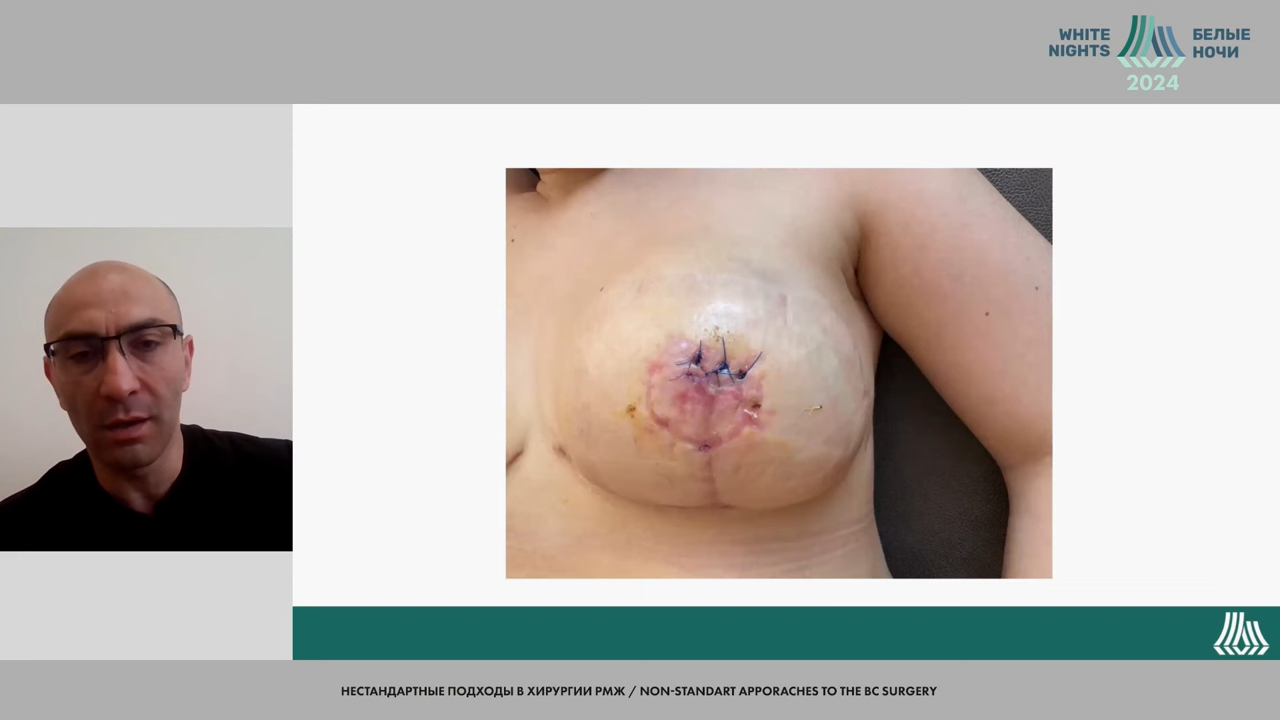 WHITE
NIGHTS
БЕЛЫЕ
НОЧИ
2024
НЕСТАНДАРТНЫЕ ПОДХОДЫ В ХИРУРГИИ РМЖ / NON-STANDART APPORACHES TO THE BC SURGERY